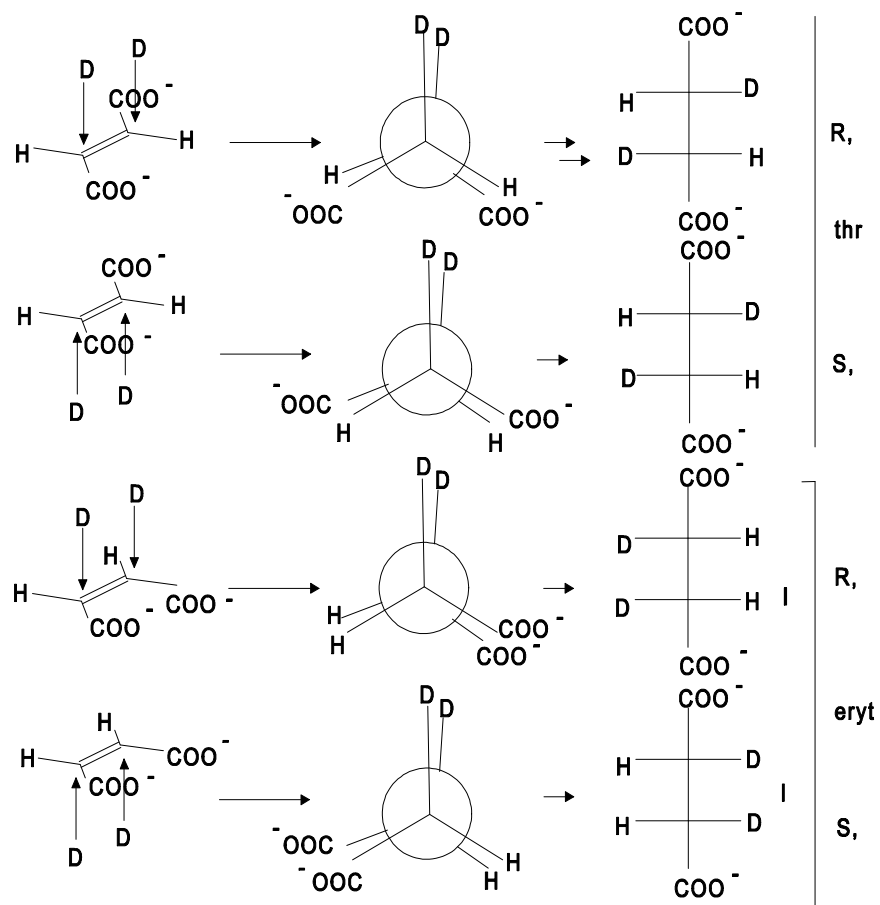 COO⁻
D D
D D
COO⁻ H D
H H R,
H D H
COO⁻ H
⁻OOC COO⁻
COO⁻
thr
COO⁻
D D
COO⁻
H H H D
COO⁻ S,
⁻OOC D H
COO⁻
D D H H
COO⁻
COO⁻
D D
D D
D H
H R,
H COO⁻ H D H I
COO⁻ H COO⁻
COO⁻
COO⁻
COO⁻
D D
H eryt
H COO⁻ H D
COO⁻ I
H D S,
D D ⁻OOC H
⁻OOC H
COO⁻